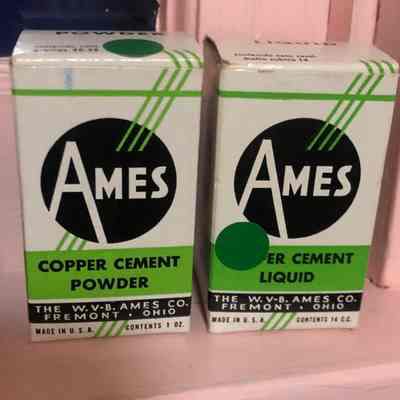 POWDER
AMES
COPPER CEMENT
POWDER
THE W.V-B. AMES CO.
FREMONT • OHIO
MADE IN U.S.A.
CONTENTS 1 OZ.
LIQUID
AMES
ER CEMENT
LIQUID
THE W.V-B. AMES CO.
FREMONT • OHIO
MADE IN U.S.A.
CONTENTS 14 C.C.